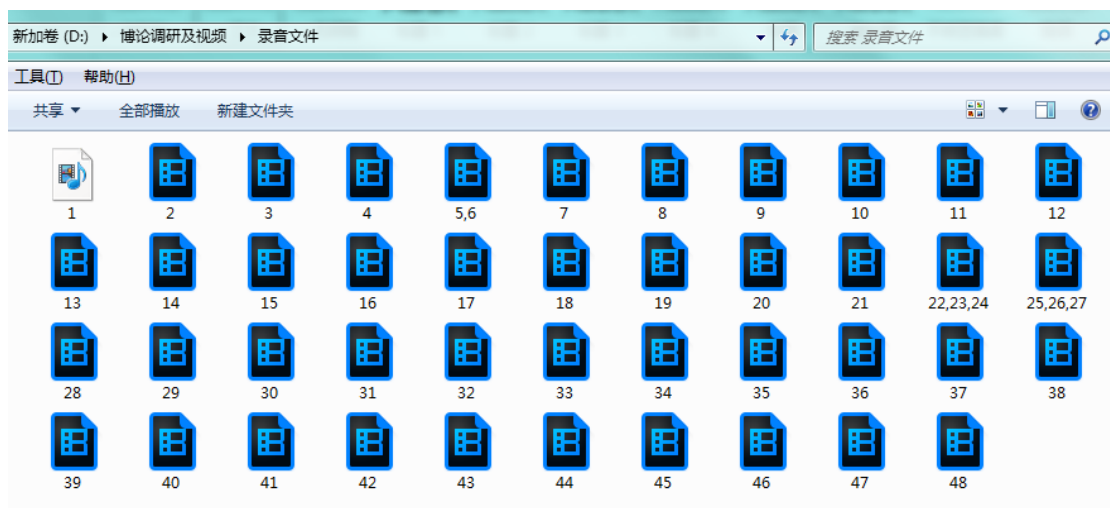 新加卷 (D:) 博论调研及视频 录音文件 搜索 录音文件
工具(T) 帮助(H)
共享 全部播放 新建文件夹
1 2 3 4 5,6 7 8 9 10 11 12
13 14 15 16 17 18 19 20 21 22,23,24 25,26,27
28 29 30 31 32 33 34 35 36 37 38
39 40 41 42 43 44 45 46 47 48